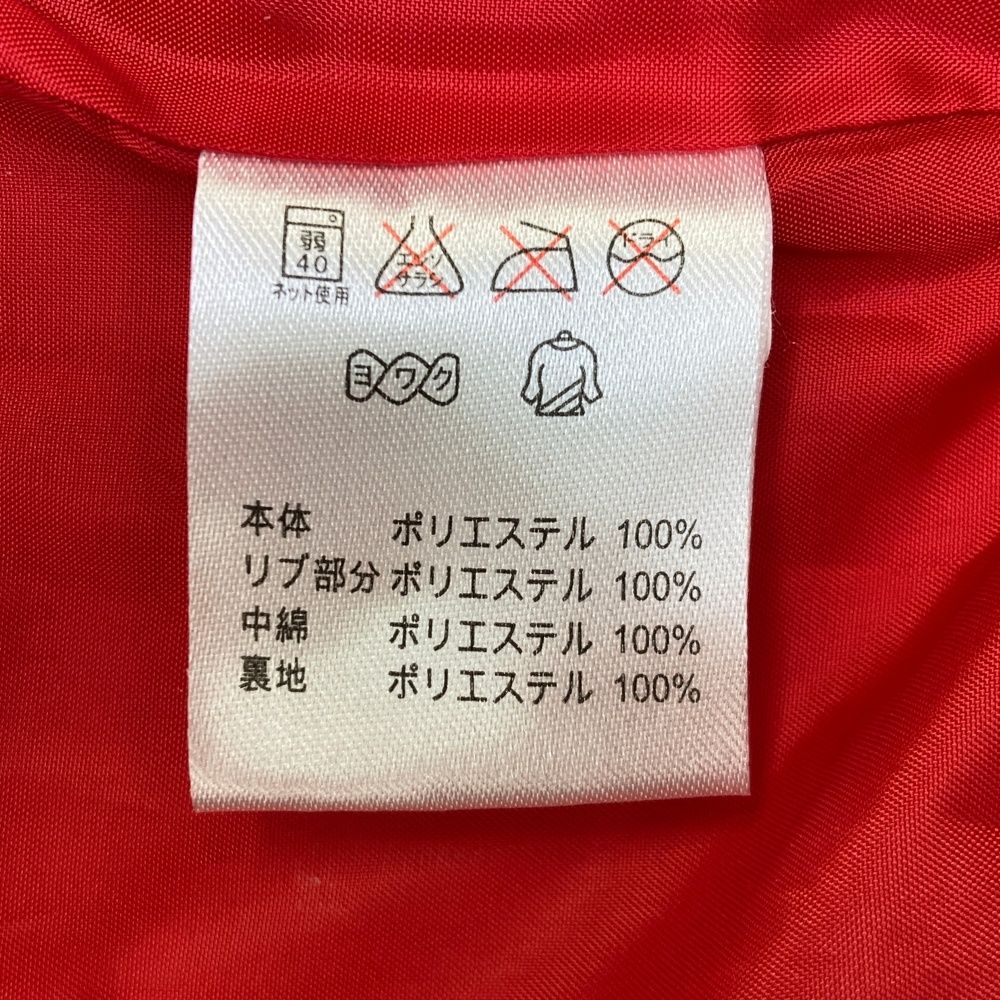 弱
40
ネット使用
エンソ
サラシ
ドライ
ヨワク
本体 ポリエステル 100%
リブ部分 ポリエステル 100%
中綿 ポリエステル 100%
裏地 ポリエステル 100%